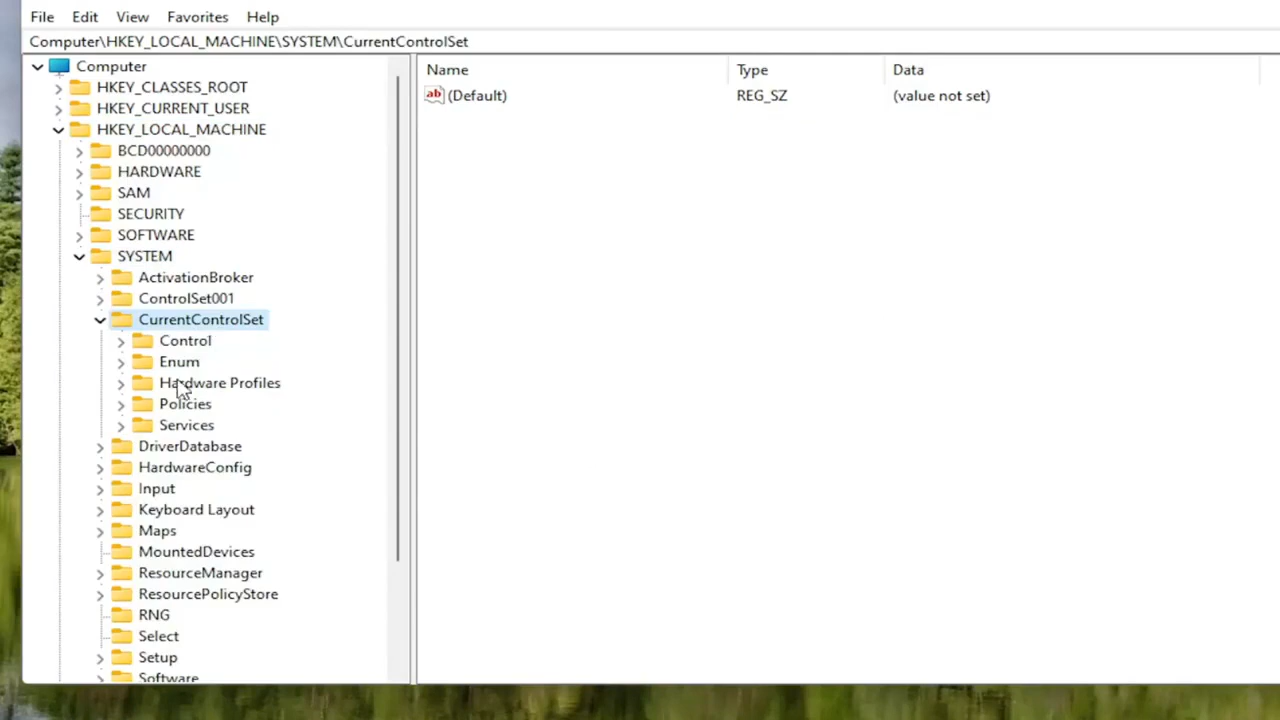 File Edit View Favorites Help
Computer\HKEY_LOCAL_MACHINE\SYSTEM\CurrentControlSet
Computer
HKEY_CLASSES_ROOT
HKEY_CURRENT_USER
HKEY_LOCAL_MACHINE
BCD00000000
HARDWARE
SAM
SECURITY
SOFTWARE
SYSTEM
ActivationBroker
ControlSet001
CurrentControlSet
Control
Enum
Hardware Profiles
Policies
Services
DriverDatabase
HardwareConfig
Input
Keyboard Layout
Maps
MountedDevices
ResourceManager
ResourcePolicyStore
RNG
Select
Setup
Software
Name Type Data
ab (Default) REG_SZ (value not set)